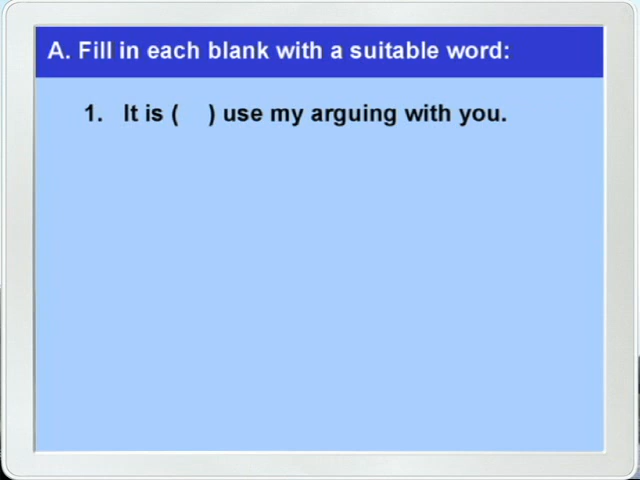 A. Fill in each blank with a suitable word:
1. It is (    ) use my arguing with you.